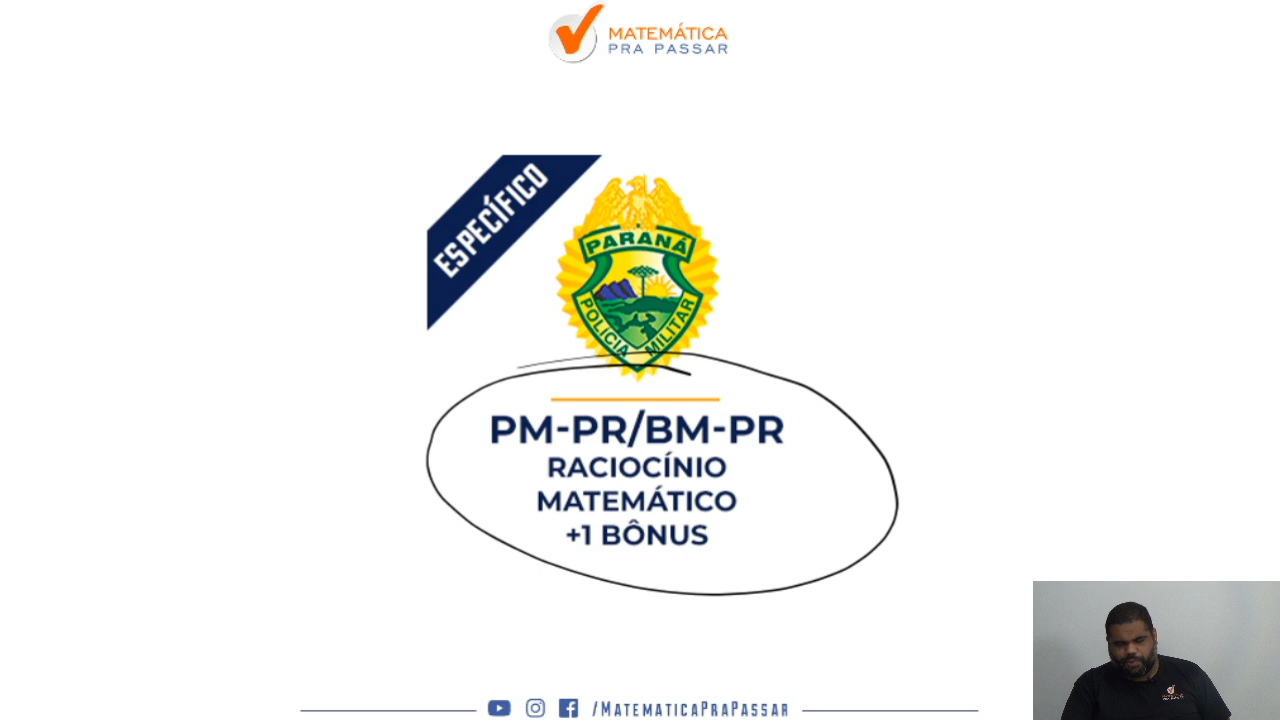 MATEMÁTICA
PRA PASSAR
ESPECÍFICO
PARANÁ
POLÍCIA MILITAR
PM-PR/BM-PR
RACIOCÍNIO
MATEMÁTICO
+1 BÔNUS
/MATEMATICAPRAPASSAR